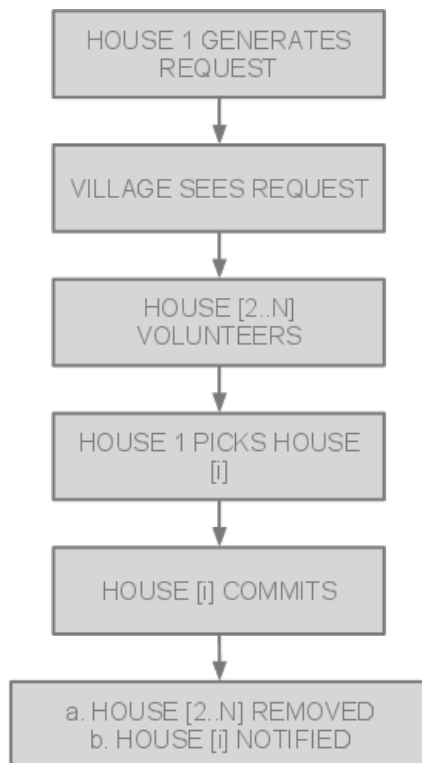 HOUSE 1 GENERATES
REQUEST
VILLAGE SEES REQUEST
HOUSE [2..N]
VOLUNTEERS
HOUSE 1 PICKS HOUSE
[i]
HOUSE [i] COMMITS
a. HOUSE [2..N] REMOVED
b. HOUSE [i] NOTIFIED